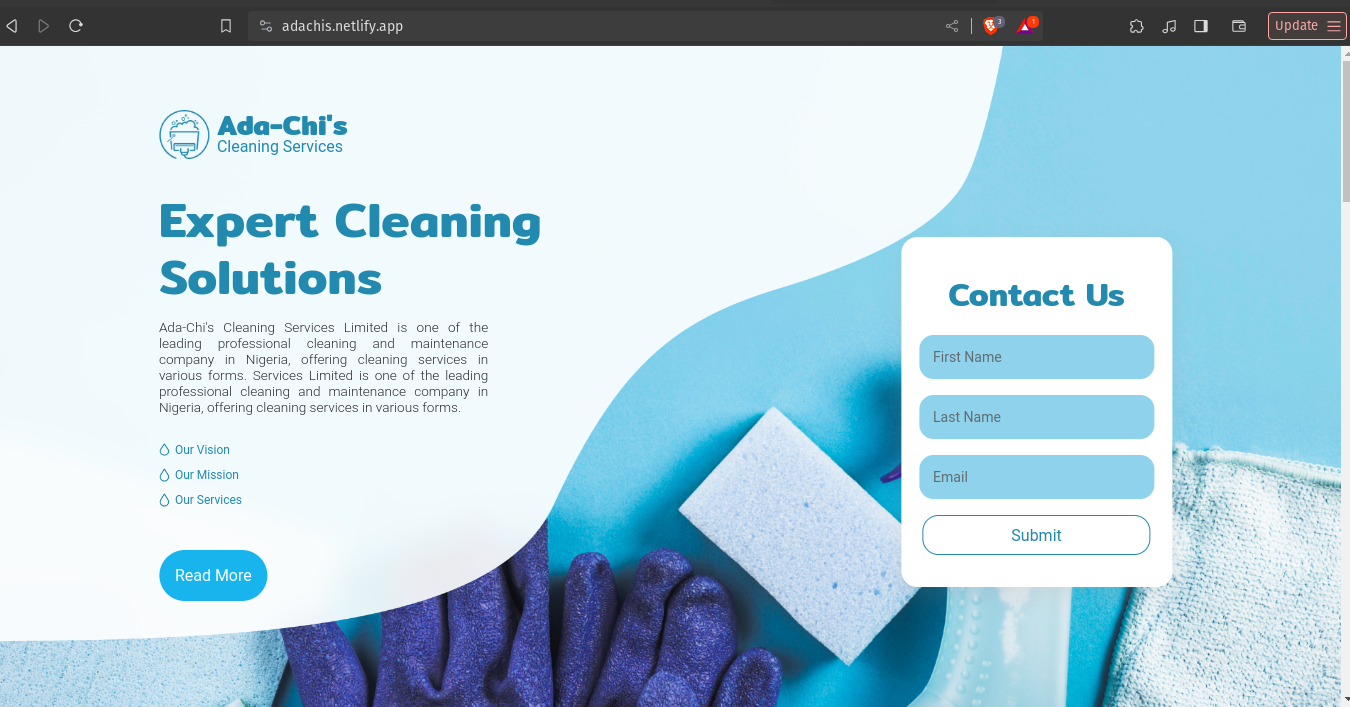 adachis.netlify.app
3
1
Update
Ada-Chi's
Cleaning Services
Expert Cleaning
Solutions
Ada-Chi's Cleaning Services Limited is one of the
leading professional cleaning and maintenance
company in Nigeria, offering cleaning services in
various forms. Services Limited is one of the leading
professional cleaning and maintenance company in
Nigeria, offering cleaning services in various forms.
Our Vision
Our Mission
Our Services
Read More
Contact Us
First Name
Last Name
Email
Submit